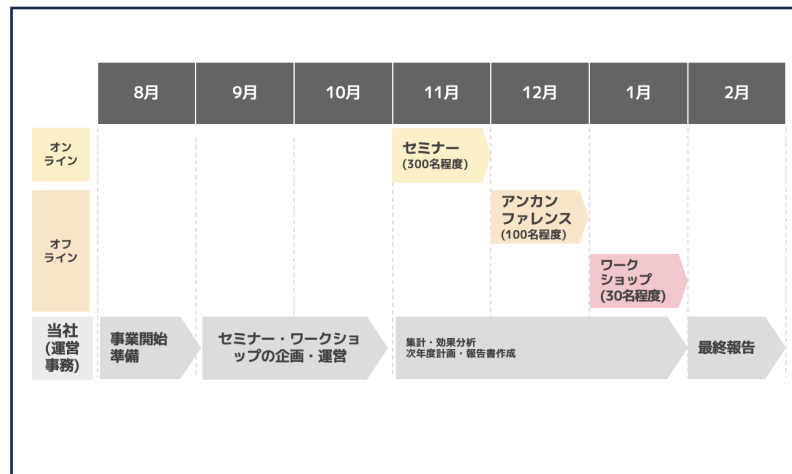 8月
9月
10月
11月
12月
1月
2月
オン
ライン
セミナー
(300名程度)
オフ
ライン
アンカン
ファレンス
(100名程度)
ワーク
ショップ
(30名程度)
当社
(運営
事務)
事業開始
準備
セミナー・ワークショ
ップの企画・運営
集計・効果分析
次年度計画・報告書作成
最終報告